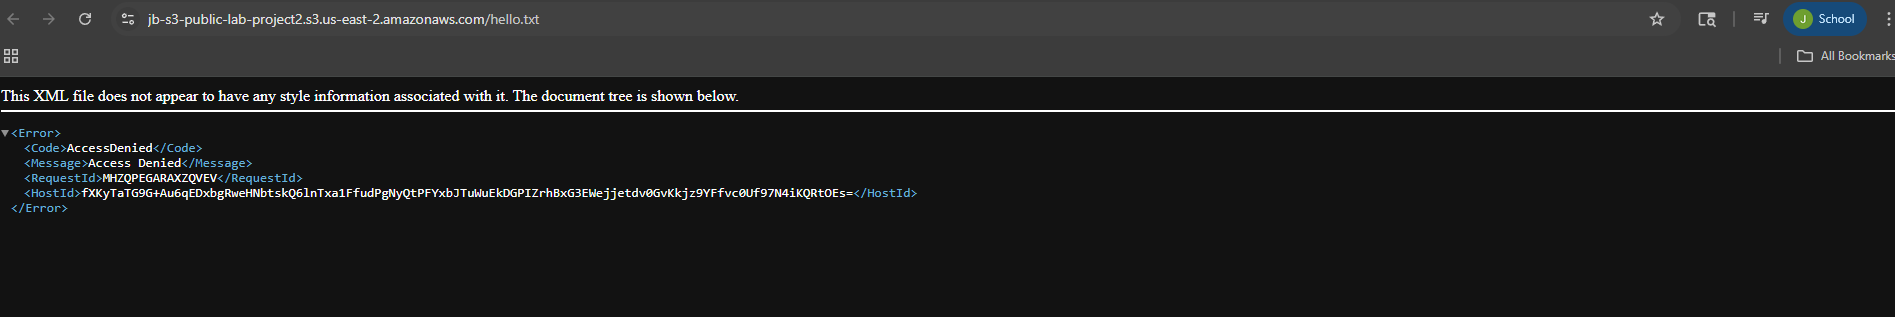 jb-s3-public-lab-project2.s3.us-east-2.amazonaws.com/hello.txt
J School
All Bookmarks
This XML file does not appear to have any style information associated with it. The document tree is shown below.
<Error>
<Code>AccessDenied</Code>
<Message>Access Denied</Message>
<RequestId>MHZQPEGARAXZQVEV</RequestId>
<HostId>fXKyTaTG9G+Au6qEDxbgRweHNbtskQ6lnTxa1FfudPgNyQtPFYxbJTuWuEkDGPIZrhBxG3EWejjetdv0GvKkjz9YFfvc0Uf97N4iKQRtOEs=</HostId>
</Error>